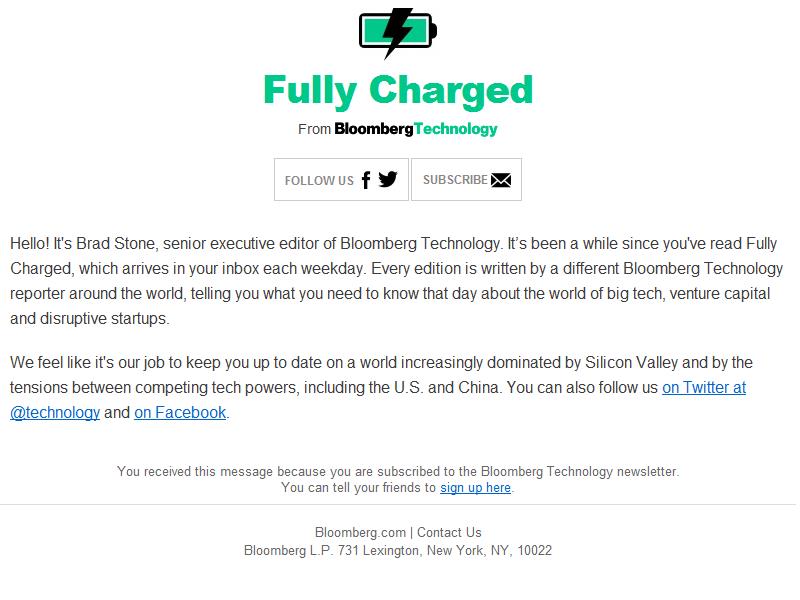 Fully Charged
From BloombergTechnology
FOLLOW US
SUBSCRIBE
Hello! It's Brad Stone, senior executive editor of Bloomberg Technology. It’s been a while since you've read Fully
Charged, which arrives in your inbox each weekday. Every edition is written by a different Bloomberg Technology
reporter around the world, telling you what you need to know that day about the world of big tech, venture capital
and disruptive startups.
We feel like it's our job to keep you up to date on a world increasingly dominated by Silicon Valley and by the
tensions between competing tech powers, including the U.S. and China. You can also follow us on Twitter at
@technology and on Facebook.
You received this message because you are subscribed to the Bloomberg Technology newsletter.
You can tell your friends to sign up here.
Bloomberg.com | Contact Us
Bloomberg L.P. 731 Lexington, New York, NY, 10022